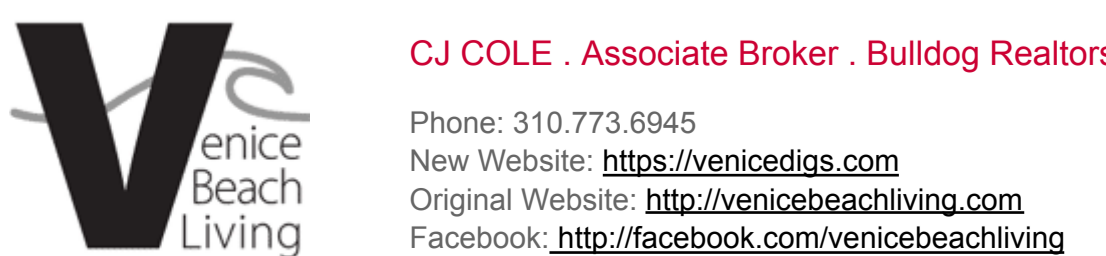 Venice
Beach
Living
CJ COLE . Associate Broker . Bulldog Realtors
Phone: 310.773.6945
New Website: https://venicedigs.com
Original Website: http://venicebeachliving.com
Facebook: http://facebook.com/venicebeachliving